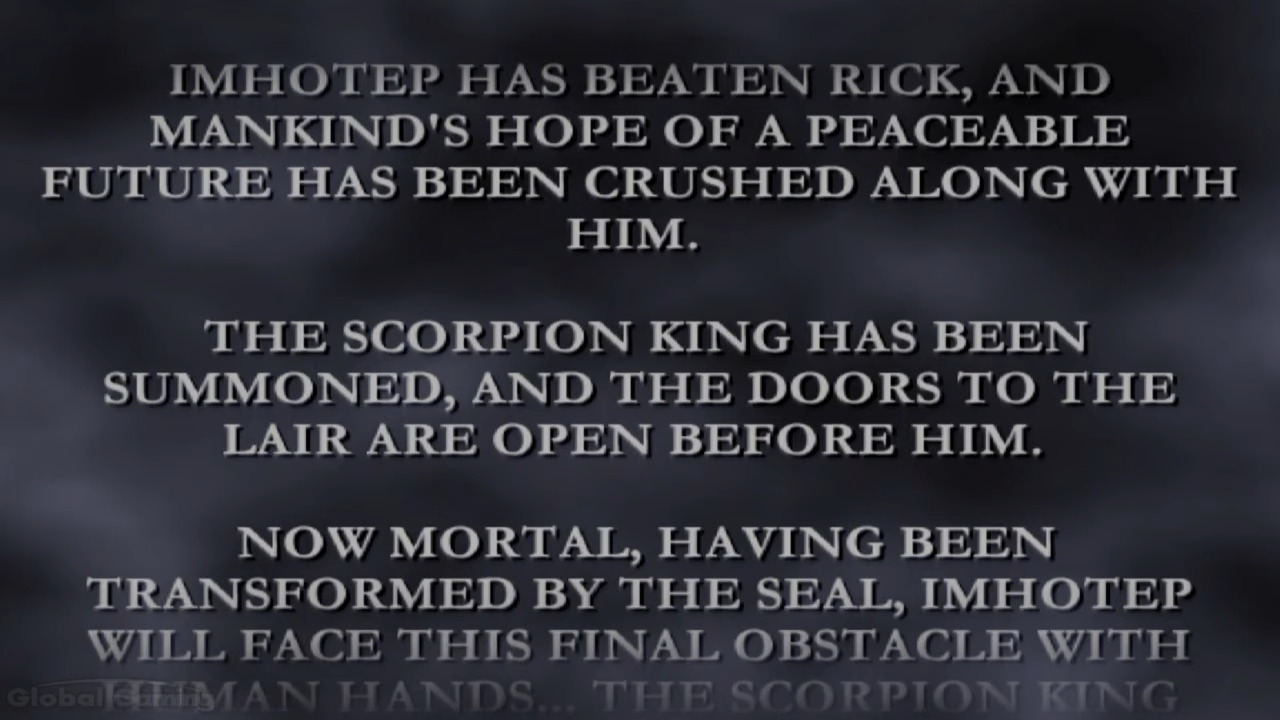 IMHOTEP HAS BEATEN RICK, AND
MANKIND'S HOPE OF A PEACEABLE
FUTURE HAS BEEN CRUSHED ALONG WITH
HIM.
THE SCORPION KING HAS BEEN
SUMMONED, AND THE DOORS TO THE
LAIR ARE OPEN BEFORE HIM.
NOW MORTAL, HAVING BEEN
TRANSFORMED BY THE SEAL, IMHOTEP
WILL FACE THIS FINAL OBSTACLE WITH
HUMAN HANDS... THE SCORPION KING
Global Gaming